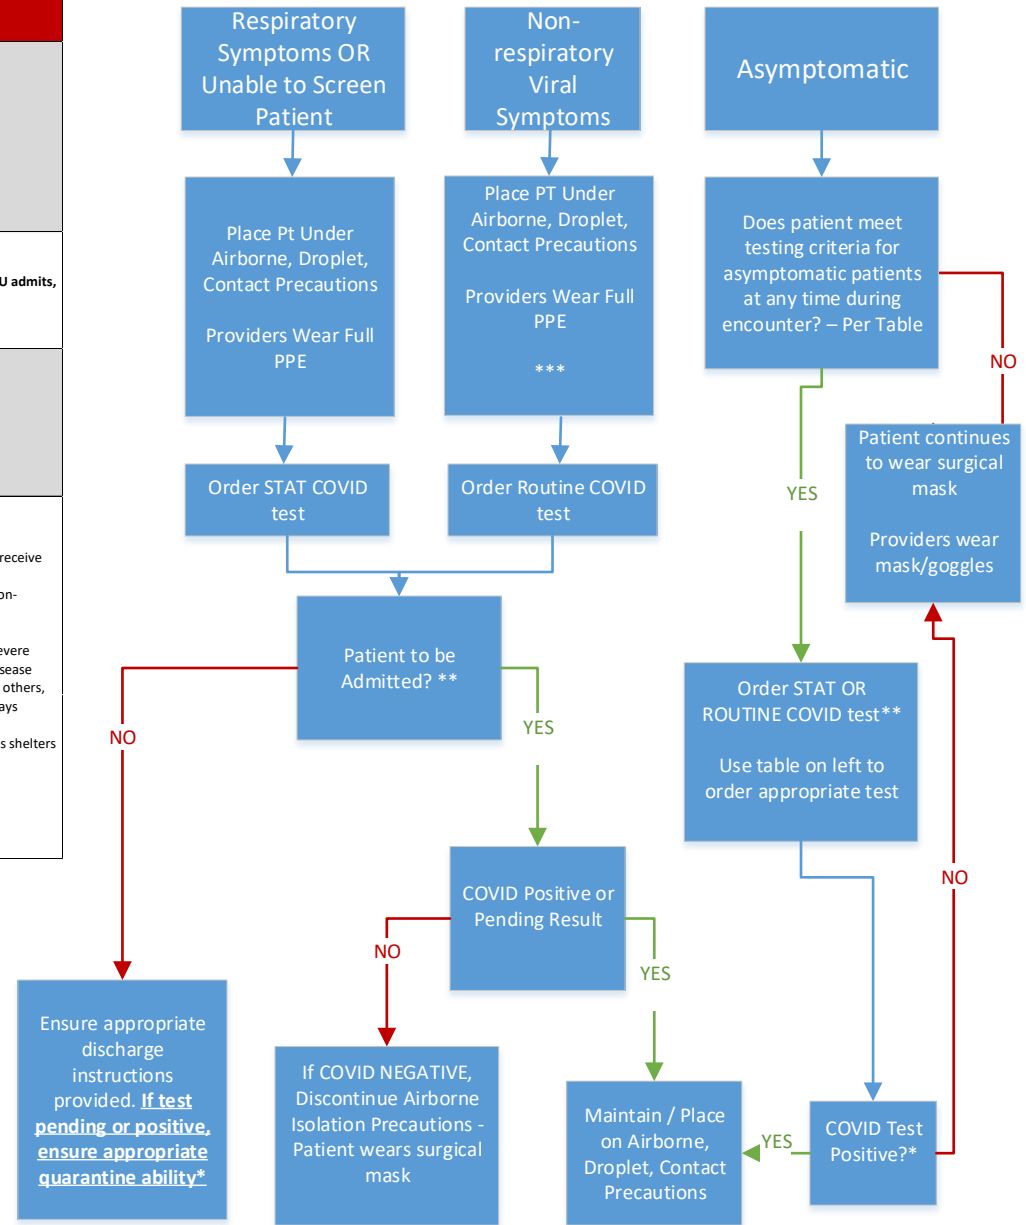 U admits,
receive
on-
evere
sease
others,
ays
s shelters
Respiratory
Symptoms OR
Unable to Screen
Patient
Non-
respiratory
Viral
Symptoms
Asymptomatic
Place Pt Under
Airborne, Droplet,
Contact Precautions
Providers Wear Full
PPE
Place PT Under
Airborne, Droplet,
Contact Precautions
Providers Wear Full
PPE
***
Does patient meet
testing criteria for
asymptomatic patients
at any time during
encounter? – Per Table
NO
YES
Patient continues
to wear surgical
mask
Providers wear
mask/goggles
Order STAT COVID
test
Order Routine COVID
test
Patient to be
Admitted? **
NO
YES
Order STAT OR
ROUTINE COVID test**
Use table on left to
order appropriate test
COVID Positive or
Pending Result
NO
YES
NO
Ensure appropriate
discharge
instructions
provided. If test
pending or positive,
ensure appropriate
quarantine ability*
If COVID NEGATIVE,
Discontinue Airborne
Isolation Precautions -
Patient wears surgical
mask
Maintain / Place
on Airborne,
Droplet, Contact
Precautions
YES
COVID Test
Positive?*